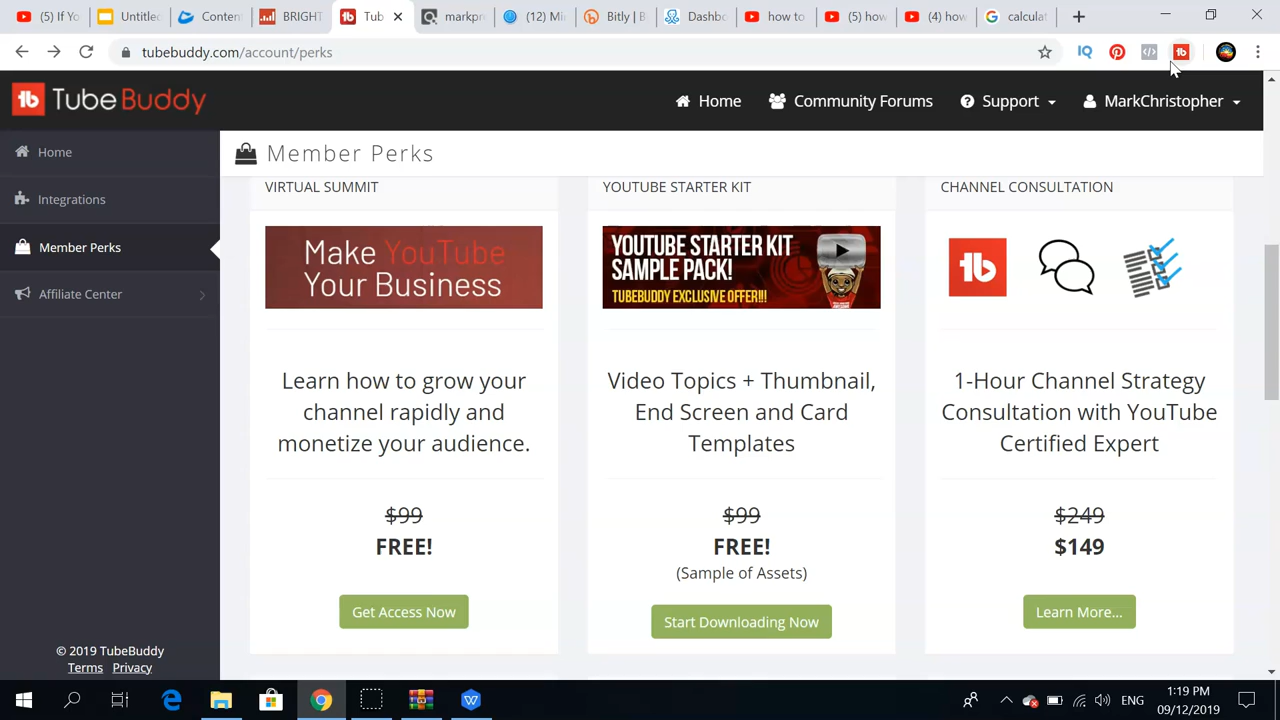 (5) If Yo
Untitle
Conten
BRIGHT
Tub
markpr
(12) Mi
Bitly | B
Dashbo
how to
(5) how
(4) how
calculat
tubebuddy.com/account/perks
IQ
tb TubeBuddy
Home
Community Forums
Support
MarkChristopher
Home
Integrations
Member Perks
Affiliate Center
© 2019 TubeBuddy
Terms Privacy
Member Perks
VIRTUAL SUMMIT
Make YouTube
Your Business
Learn how to grow your
channel rapidly and
monetize your audience.
$99
FREE!
Get Access Now
YOUTUBE STARTER KIT
YOUTUBE STARTER KIT
SAMPLE PACK!
TUBEBUDDY EXCLUSIVE OFFER!!!
Video Topics + Thumbnail,
End Screen and Card
Templates
$99
FREE!
(Sample of Assets)
Start Downloading Now
CHANNEL CONSULTATION
tb
1-Hour Channel Strategy
Consultation with YouTube
Certified Expert
$249
$149
Learn More...
ENG
1:19 PM
09/12/2019